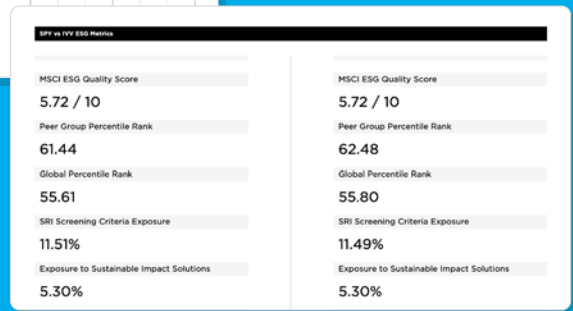 SPY vs IVV ESG Metrics
MSCI ESG Quality Score
5.72 / 10
Peer Group Percentile Rank
61.44
Global Percentile Rank
55.61
SRI Screening Criteria Exposure
11.51%
Exposure to Sustainable Impact Solutions
5.30%
MSCI ESG Quality Score
5.72 / 10
Peer Group Percentile Rank
62.48
Global Percentile Rank
55.80
SRI Screening Criteria Exposure
11.49%
Exposure to Sustainable Impact Solutions
5.30%